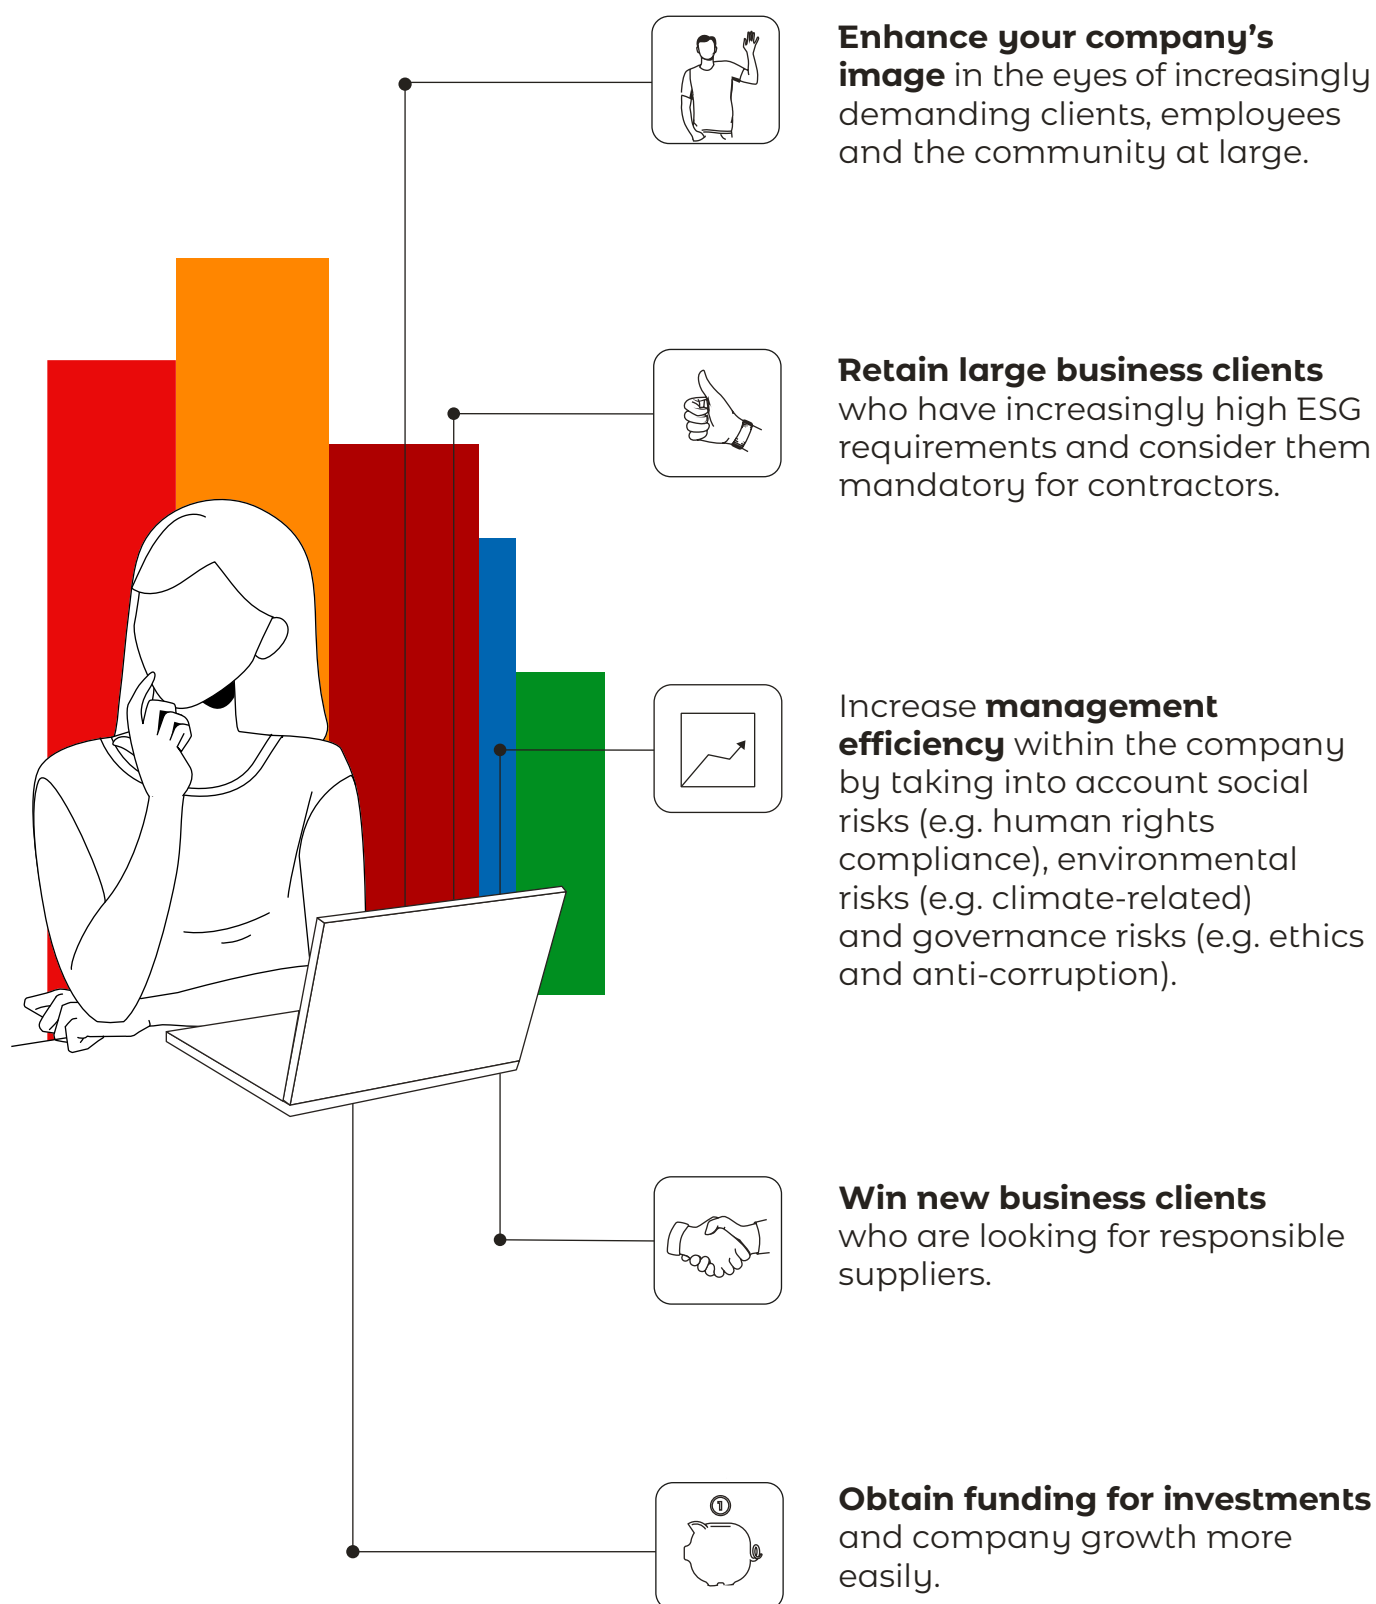 Enhance your company’s
image in the eyes of increasingly
demanding clients, employees
and the community at large.
Retain large business clients
who have increasingly high ESG
requirements and consider them
mandatory for contractors.
Increase management
efficiency within the company
by taking into account social
risks (e.g. human rights
compliance), environmental
risks (e.g. climate-related)
and governance risks (e.g. ethics
and anti-corruption).
Win new business clients
who are looking for responsible
suppliers.
1
Obtain funding for investments
and company growth more
easily.